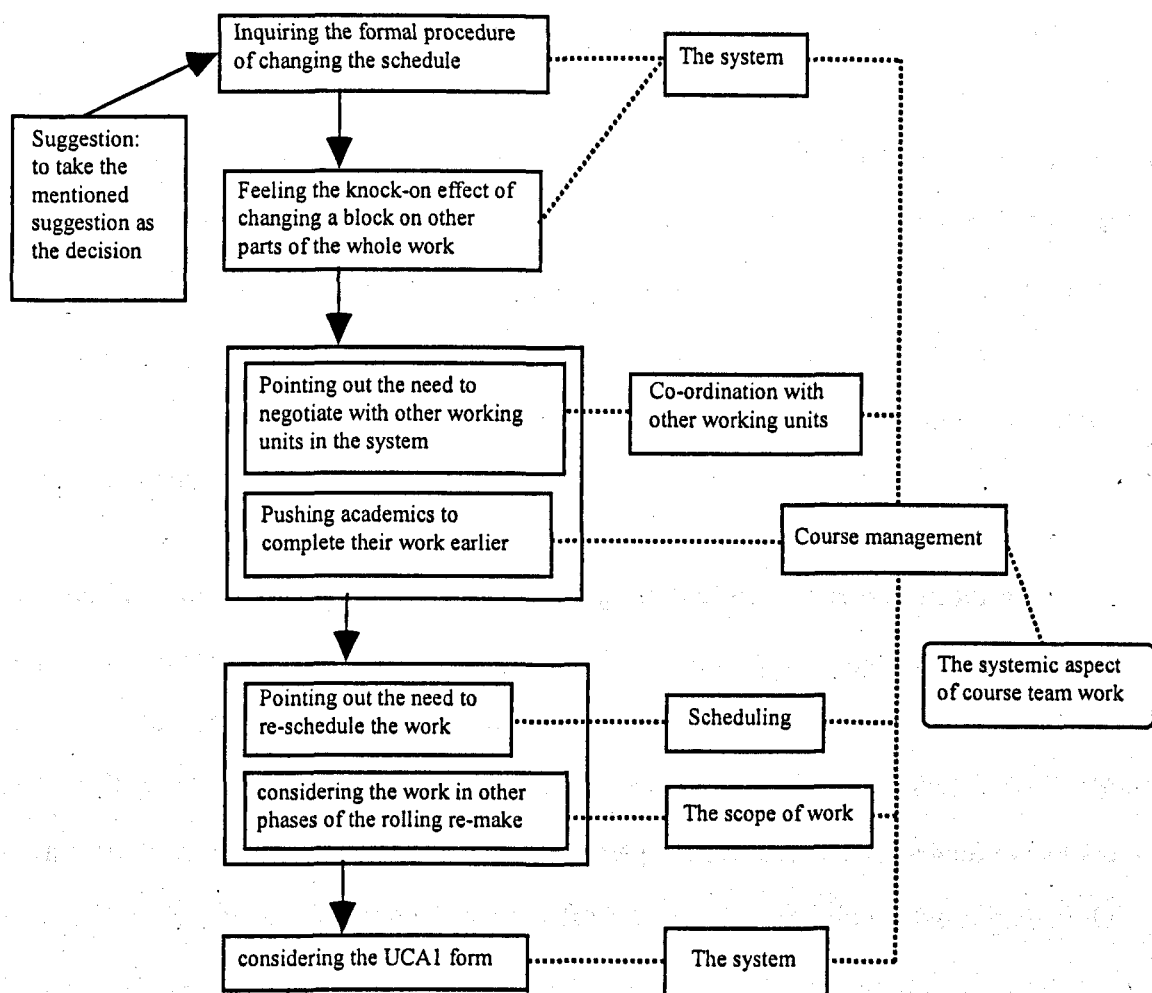 Inquiring the formal procedure
of changing the schedule
The system
Suggestion:
to take the
mentioned
suggestion as
the decision
Feeling the knock-on effect of
changing a block on other
parts of the whole work
Pointing out the need to
negotiate with other working
units in the system
Co-ordination with
other working units
Pushing academics to
complete their work earlier
Course management
The systemic aspect
of course team work
Pointing out the need to
re-schedule the work
Scheduling
considering the work in other
phases of the rolling re-make
The scope of work
considering the UCA1 form
The system